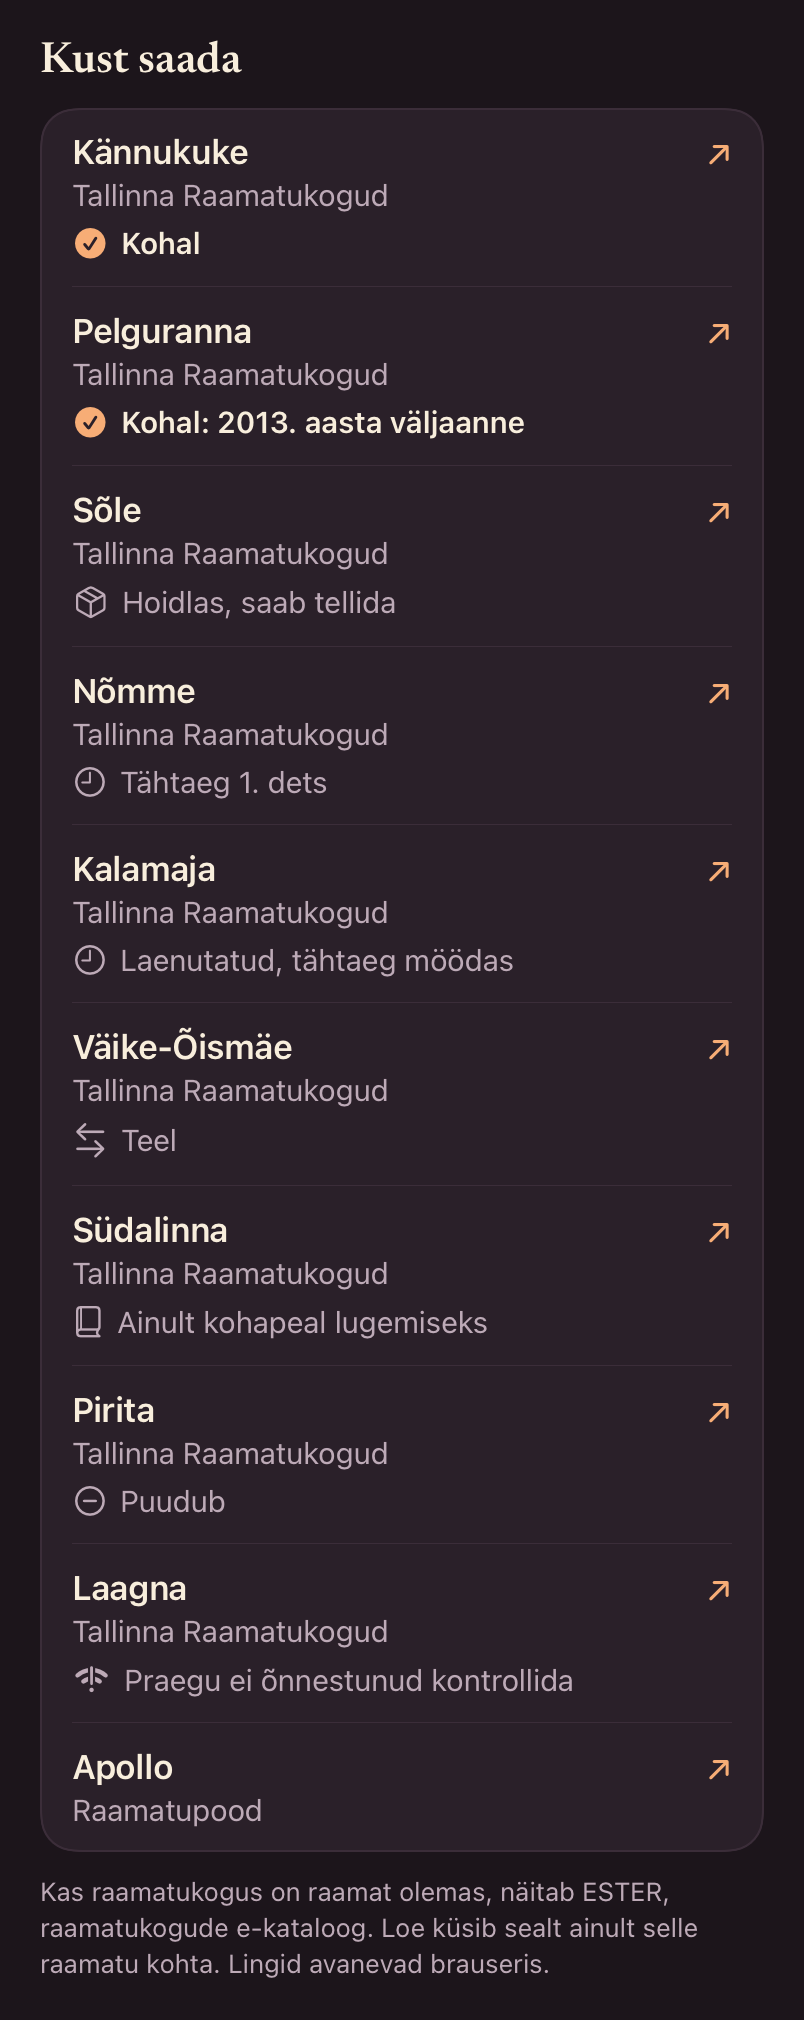 Kust saada
Kännukuke
Tallinna Raamatukogud
Kohal
Pelguranna
Tallinna Raamatukogud
Kohal: 2013. aasta väljaanne
Sõle
Tallinna Raamatukogud
Hoidlas, saab tellida
Nõmme
Tallinna Raamatukogud
Tähtaeg 1. dets
Kalamaja
Tallinna Raamatukogud
Laenutatud, tähtaeg möödas
Väike-Õismäe
Tallinna Raamatukogud
Teel
Südalinna
Tallinna Raamatukogud
Ainult kohapeal lugemiseks
Pirita
Tallinna Raamatukogud
Puudub
Laagna
Tallinna Raamatukogud
Praegu ei õnnestunud kontrollida
Apollo
Raamatupood
Kas raamatukogus on raamat olemas, näitab ESTER,
raamatukogude e-kataloog. Loe küsib sealt ainult selle
raamatu kohta. Lingid avanevad brauseris.